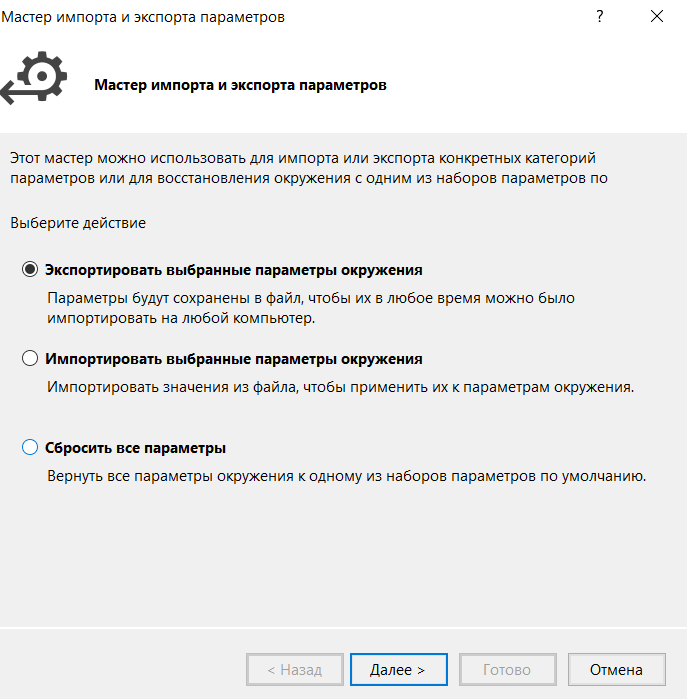 Мастер импорта и экспорта параметров
?
Мастер импорта и экспорта параметров
Этот мастер можно использовать для импорта или экспорта конкретных категорий
параметров или для восстановления окружения с одним из наборов параметров по
Выберите действие
Экспортировать выбранные параметры окружения
Параметры будут сохранены в файл, чтобы их в любое время можно было
импортировать на любой компьютер.
Импортировать выбранные параметры окружения
Импортировать значения из файла, чтобы применить их к параметрам окружения.
Сбросить все параметры
Вернуть все параметры окружения к одному из наборов параметров по умолчанию.
< Назад Далее > Готово Отмена